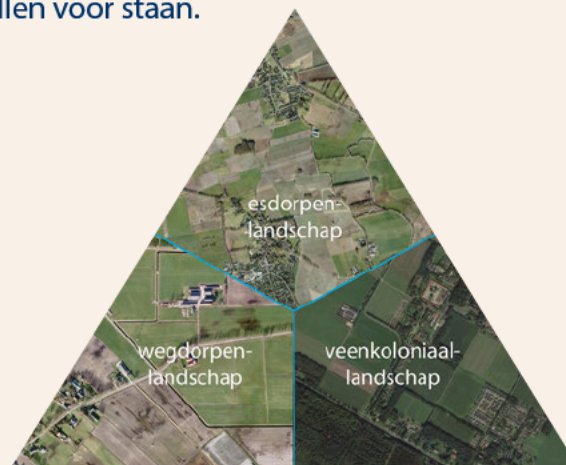 llen voor staan.
esdorpen-
-landschap
wegdorpen-
-landschap
veenkoloniaal-
-landschap